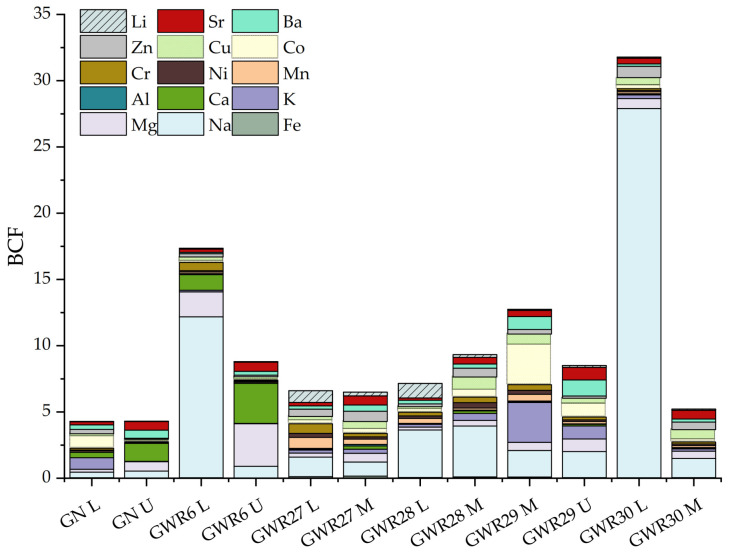 35
30
25
20
15
10
5
0
BCF
Li Sr Ba
Zn Cu Co
Cr Ni Mn
Al Ca K
Mg Na Fe
GN L GN U GWR6 L GWR6 U GWR27 L GWR27 M GWR28 L GWR28 M GWR29 M GWR29 U GWR30 L GWR30 M